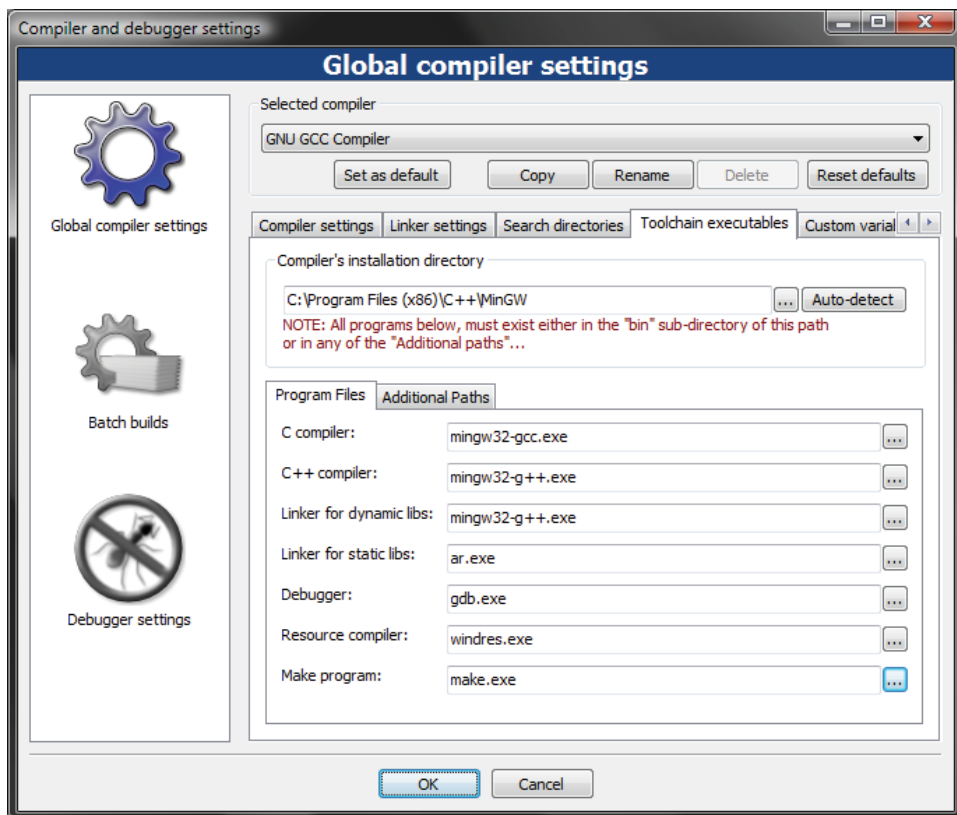 Compiler and debugger settings
Global compiler settings
Global compiler settings
Batch builds
Debugger settings
Selected compiler
GNU GCC Compiler
Set as default Copy Rename Delete Reset defaults
Compiler settings Linker settings Search directories Toolchain executables Custom varial
Compiler's installation directory
C:\Program Files (x86)\C++\MinGW ... Auto-detect
NOTE: All programs below, must exist either in the "bin" sub-directory of this path
or in any of the "Additional paths"...
Program Files Additional Paths
C compiler: mingw32-gcc.exe ...
C++ compiler: mingw32-g++.exe ...
Linker for dynamic libs: mingw32-g++.exe ...
Linker for static libs: ar.exe ...
Debugger: gdb.exe ...
Resource compiler: windres.exe ...
Make program: make.exe ...
OK Cancel